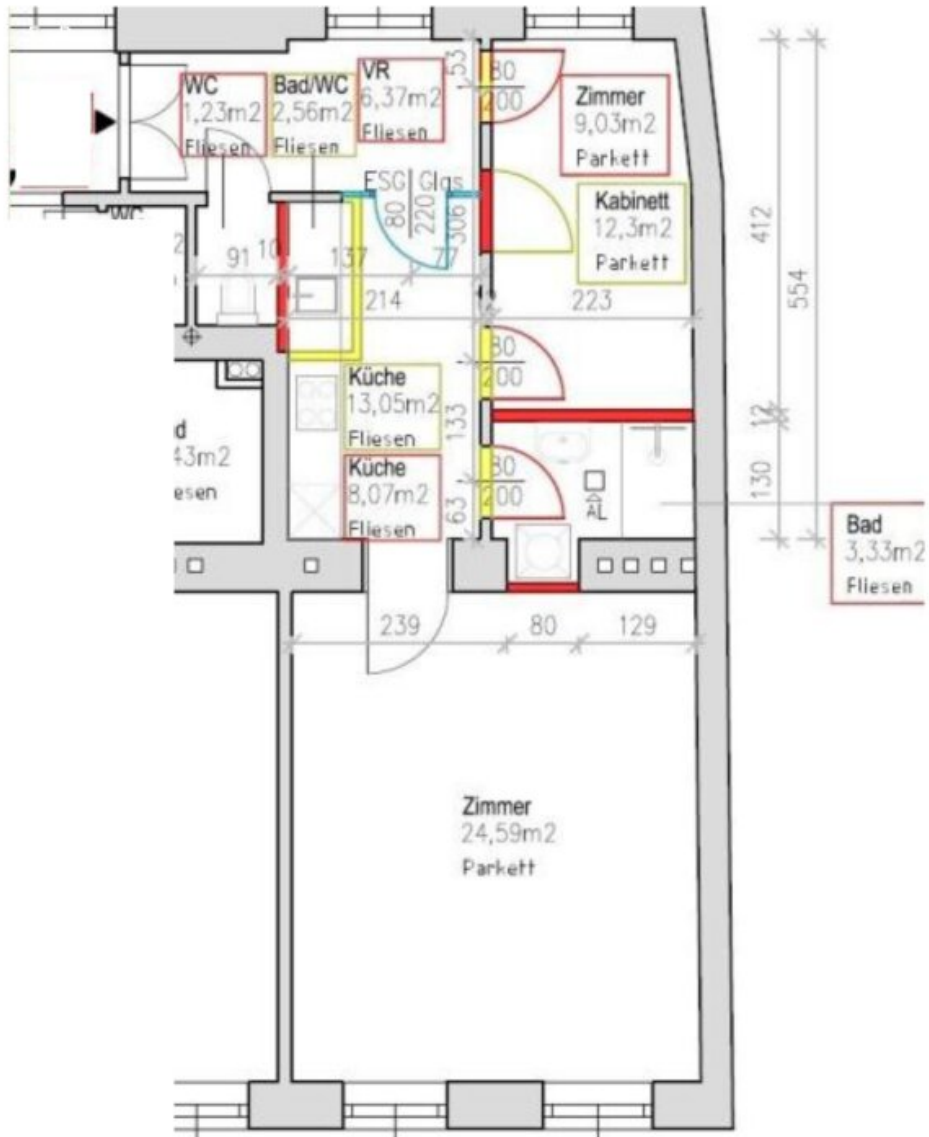 WC
1,23m2
Fliesen
Bad/WC
2,56m2
Fliesen
VR
6,37m2
Fliesen
53
80
200
Zimmer
9,03m2
Parkett
Kabinett
12,3m2
Parkett
ESG Glas
80
220
306
WC
91
10
137
77
214
223
412
554
80
200
Küche
13,05m2
Fliesen
133
12
Küche
8,07m2
Fliesen
63
80
200
AL
130
d
43m2
esen
Bad
3,33m2
Fliesen
239
80
129
Zimmer
24,59m2
Parkett